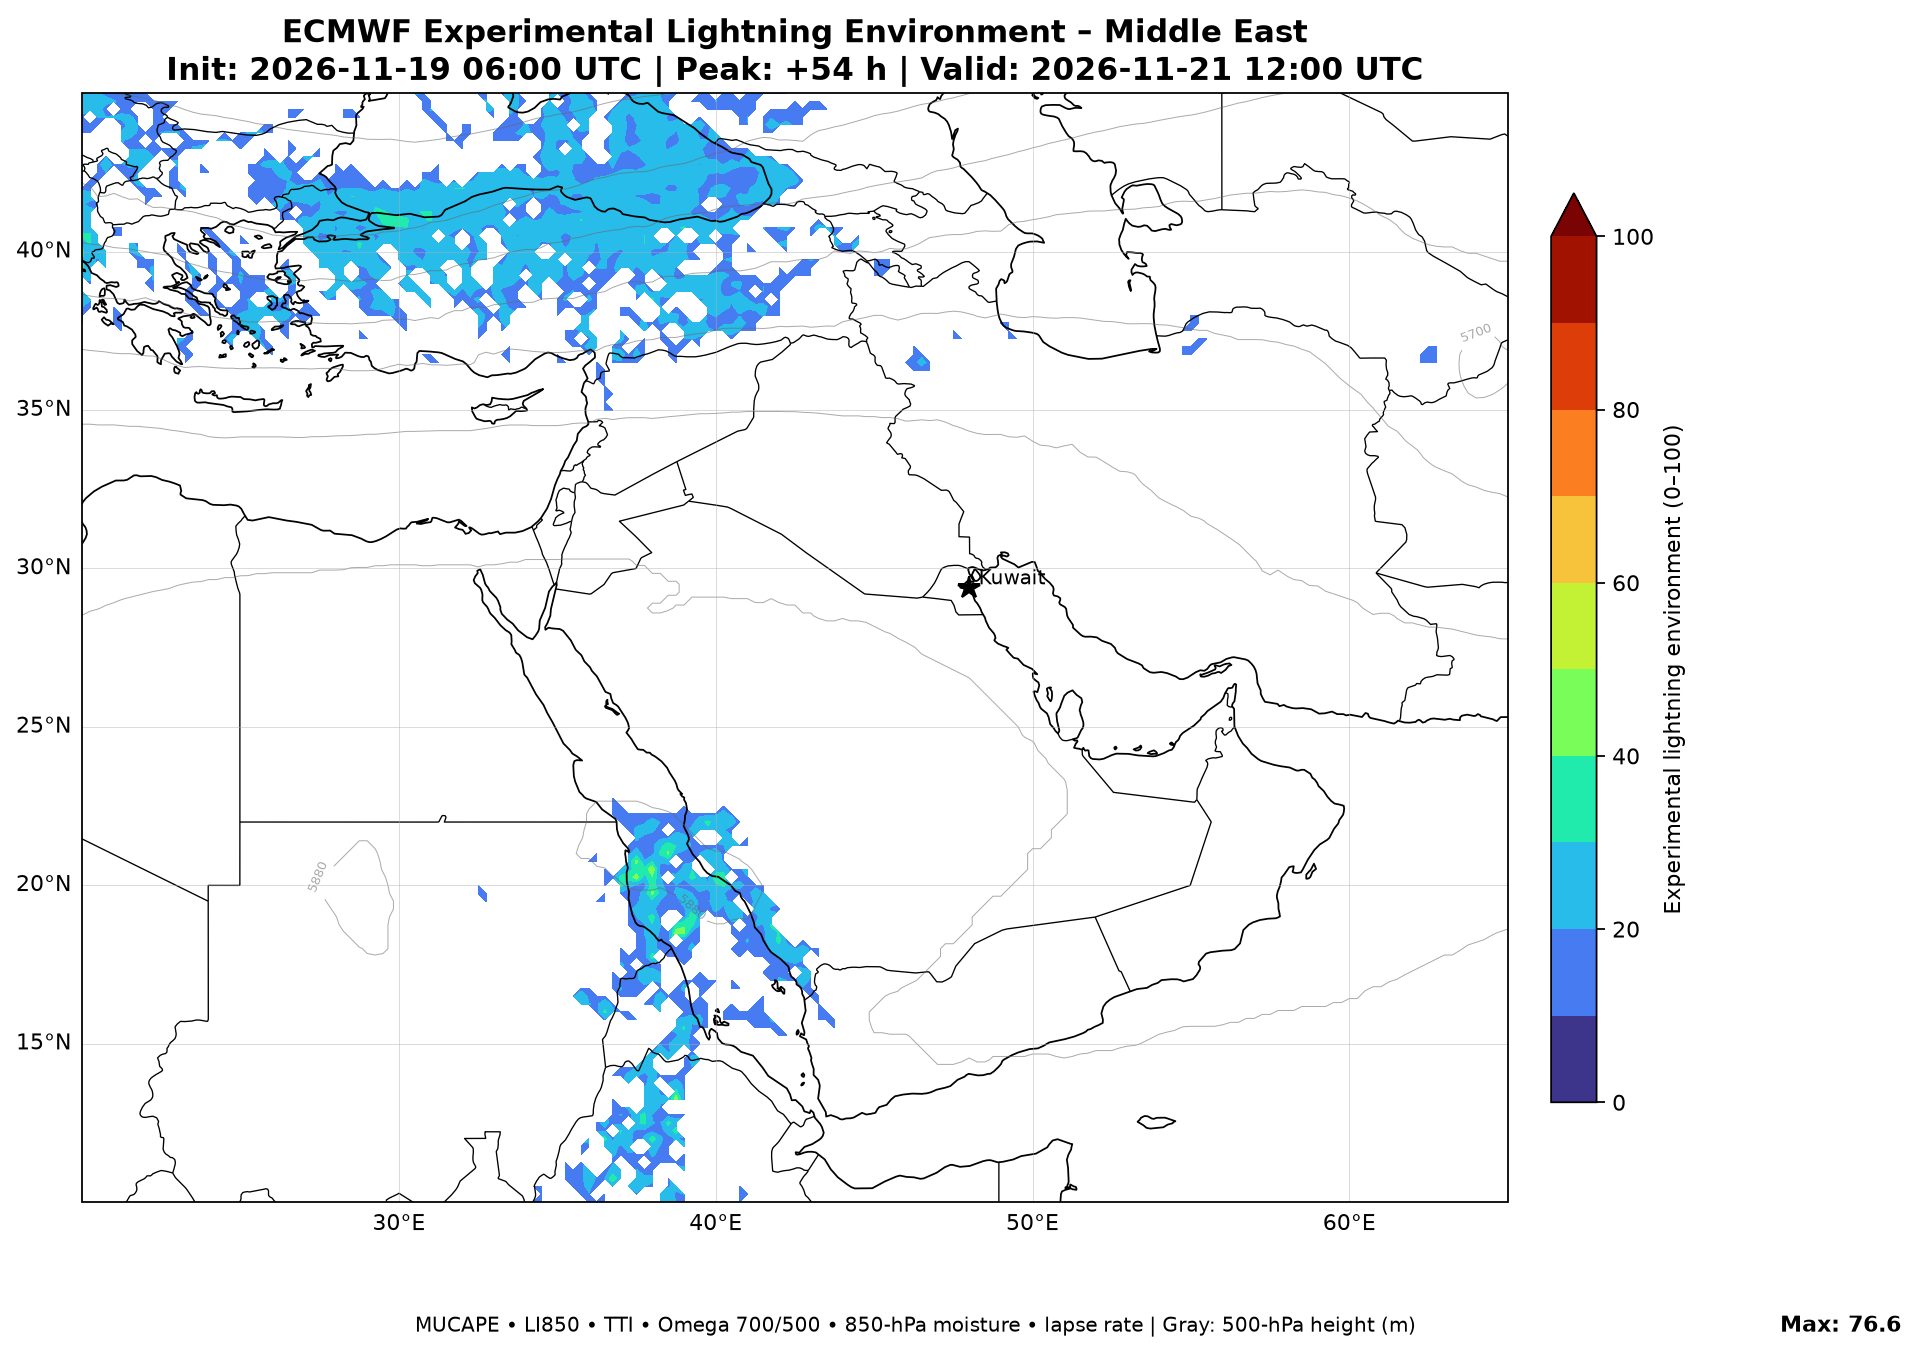 ECMWF Experimental Lightning Environment – Middle East
Init: 2026-11-19 06:00 UTC | Peak: +54 h | Valid: 2026-11-21 12:00 UTC
100
40°N
5700
80
35°N
Experimental lightning environment (0–100)
60
30°N
Kuwait
25°N
40
5880
20°N
5880
20
15°N
0
30°E 40°E 50°E 60°E
MUCAPE • LI850 • TTI • Omega 700/500 • 850-hPa moisture • lapse rate | Gray: 500-hPa height (m)
Max: 76.6